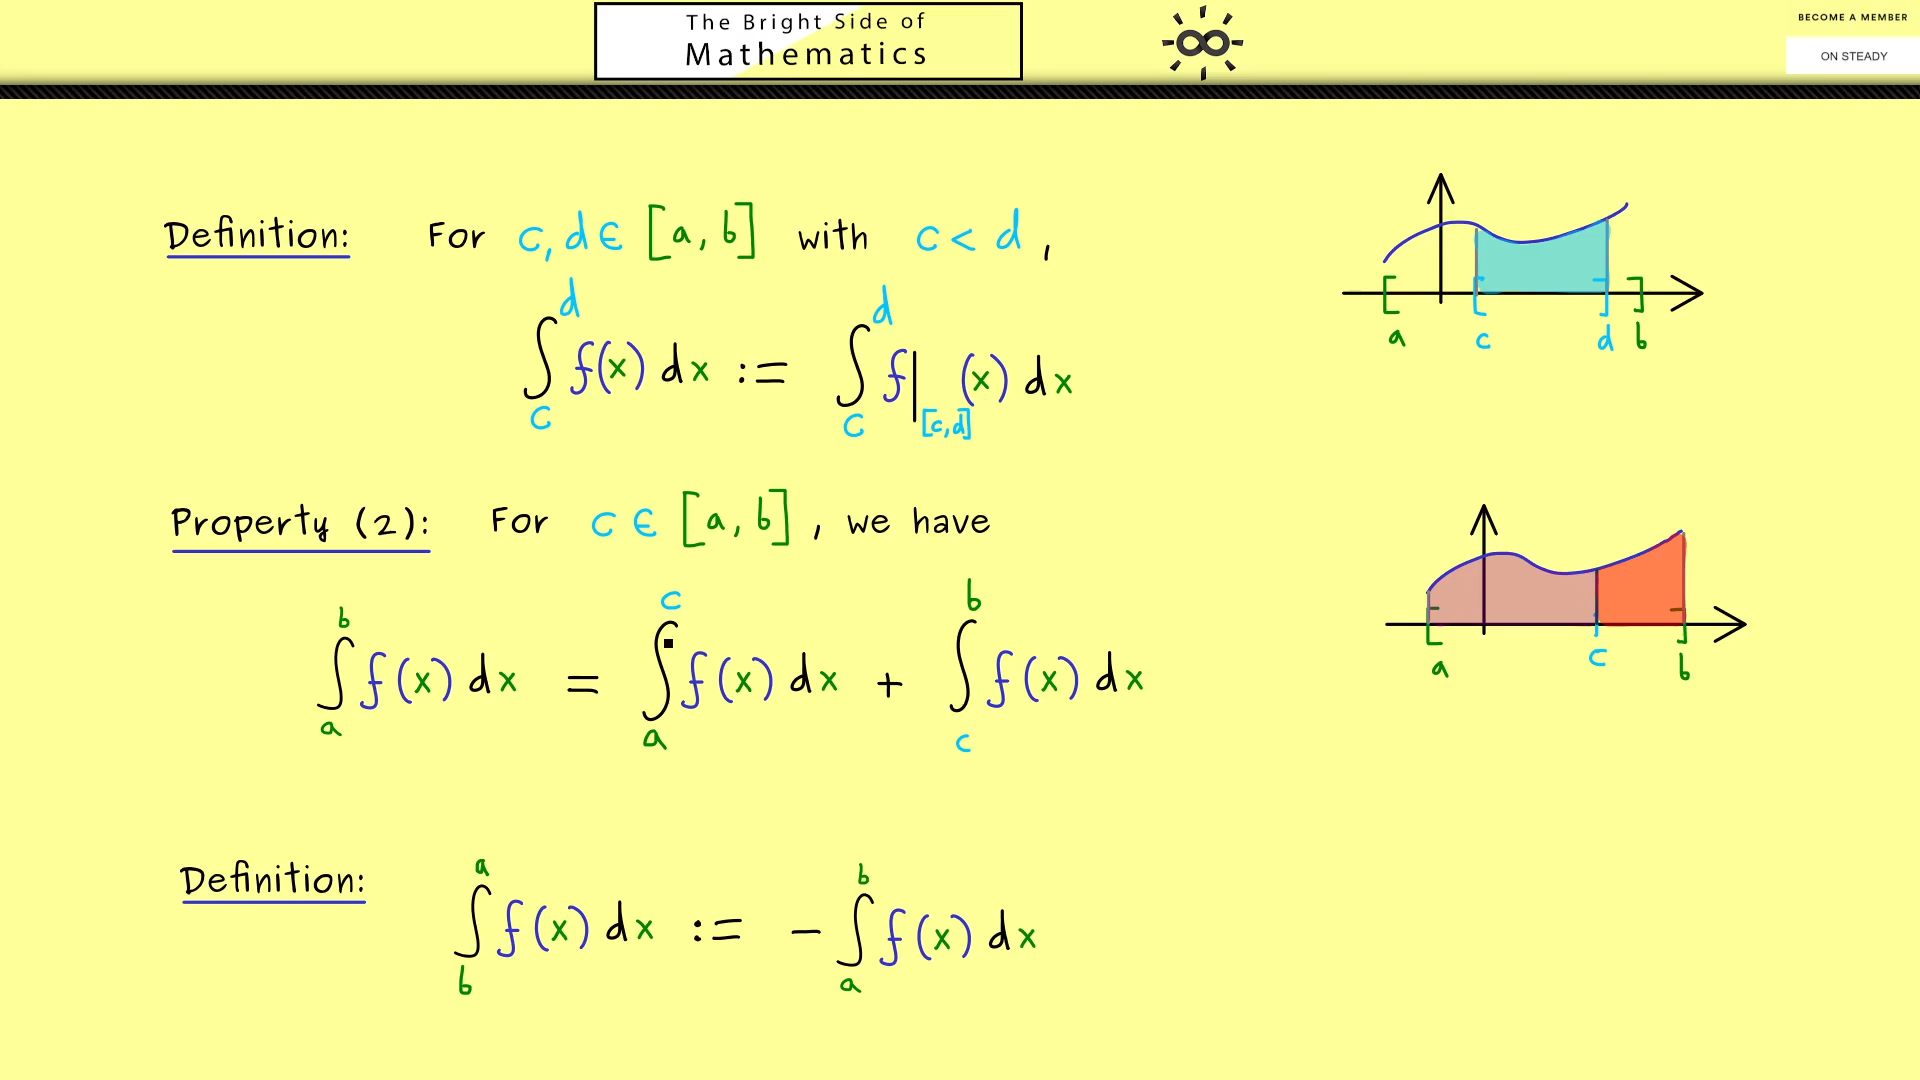 The Bright Side of
Mathematics
BECOME A MEMBER
ON STEADY
Definition: For c, d ∈ [a, b] with c < d ,
∫_c^d f(x) dx := ∫_c^d f|_[c,d] (x) dx
a c d b
Property (2): For c ∈ [a, b] , we have
∫_a^b f(x) dx = ∫_a^c f(x) dx + ∫_c^b f(x) dx
a c b
Definition: ∫_b^a f(x) dx := - ∫_a^b f(x) dx